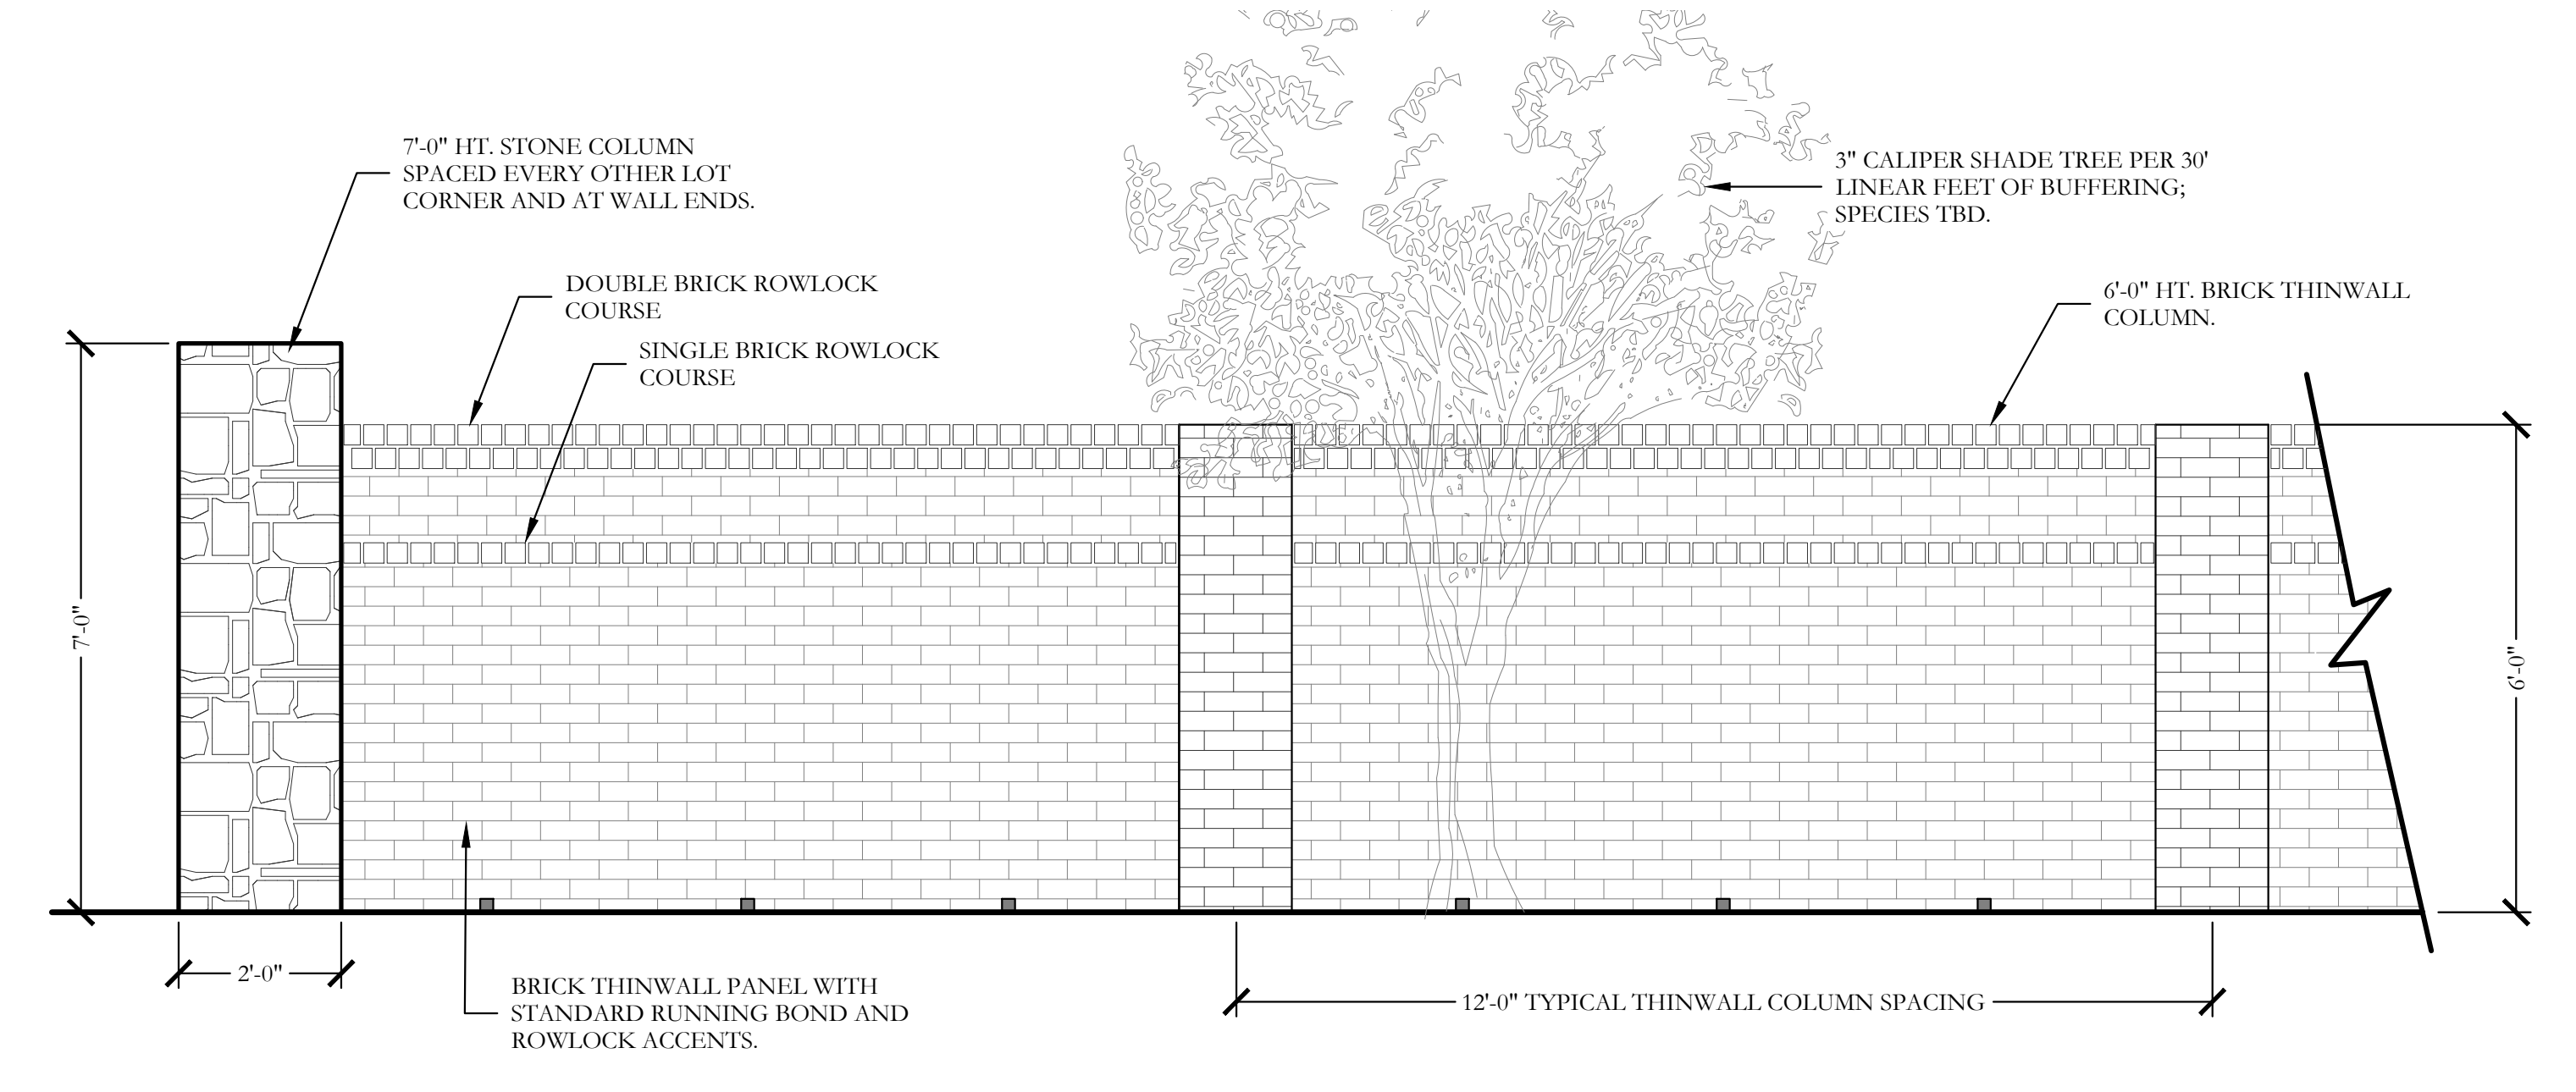 7'-0" HT. STONE COLUMN
SPACED EVERY OTHER LOT
CORNER AND AT WALL ENDS.
3" CALIPER SHADE TREE PER 30'
LINEAR FEET OF BUFFERING;
SPECIES TBD.
DOUBLE BRICK ROWLOCK
COURSE
6'-0" HT. BRICK THINWALL
COLUMN.
SINGLE BRICK ROWLOCK
COURSE
7'-0"
6'-0"
2'-0"
BRICK THINWALL PANEL WITH
STANDARD RUNNING BOND AND
ROWLOCK ACCENTS.
12'-0" TYPICAL THINWALL COLUMN SPACING